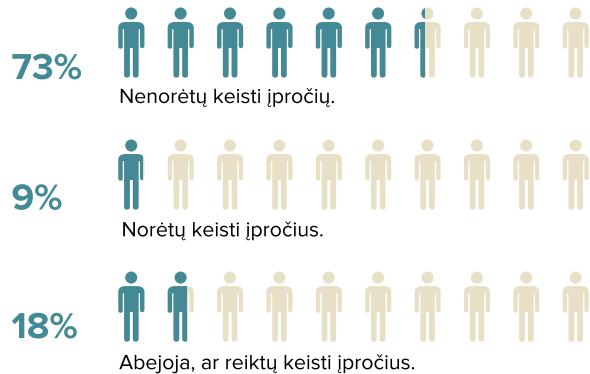 73%
Nenorėtų keisti įpročių.
9%
Norėtų keisti įpročius.
18%
Abejoja, ar reiktų keisti įpročius.